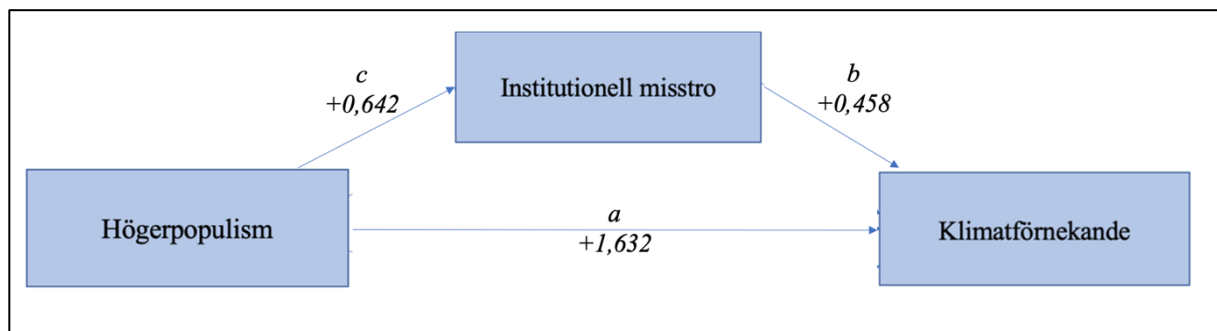 c
+0,642
Institutionell misstro
b
+0,458
Högerpopulism
a
+1,632
Klimatförnekande